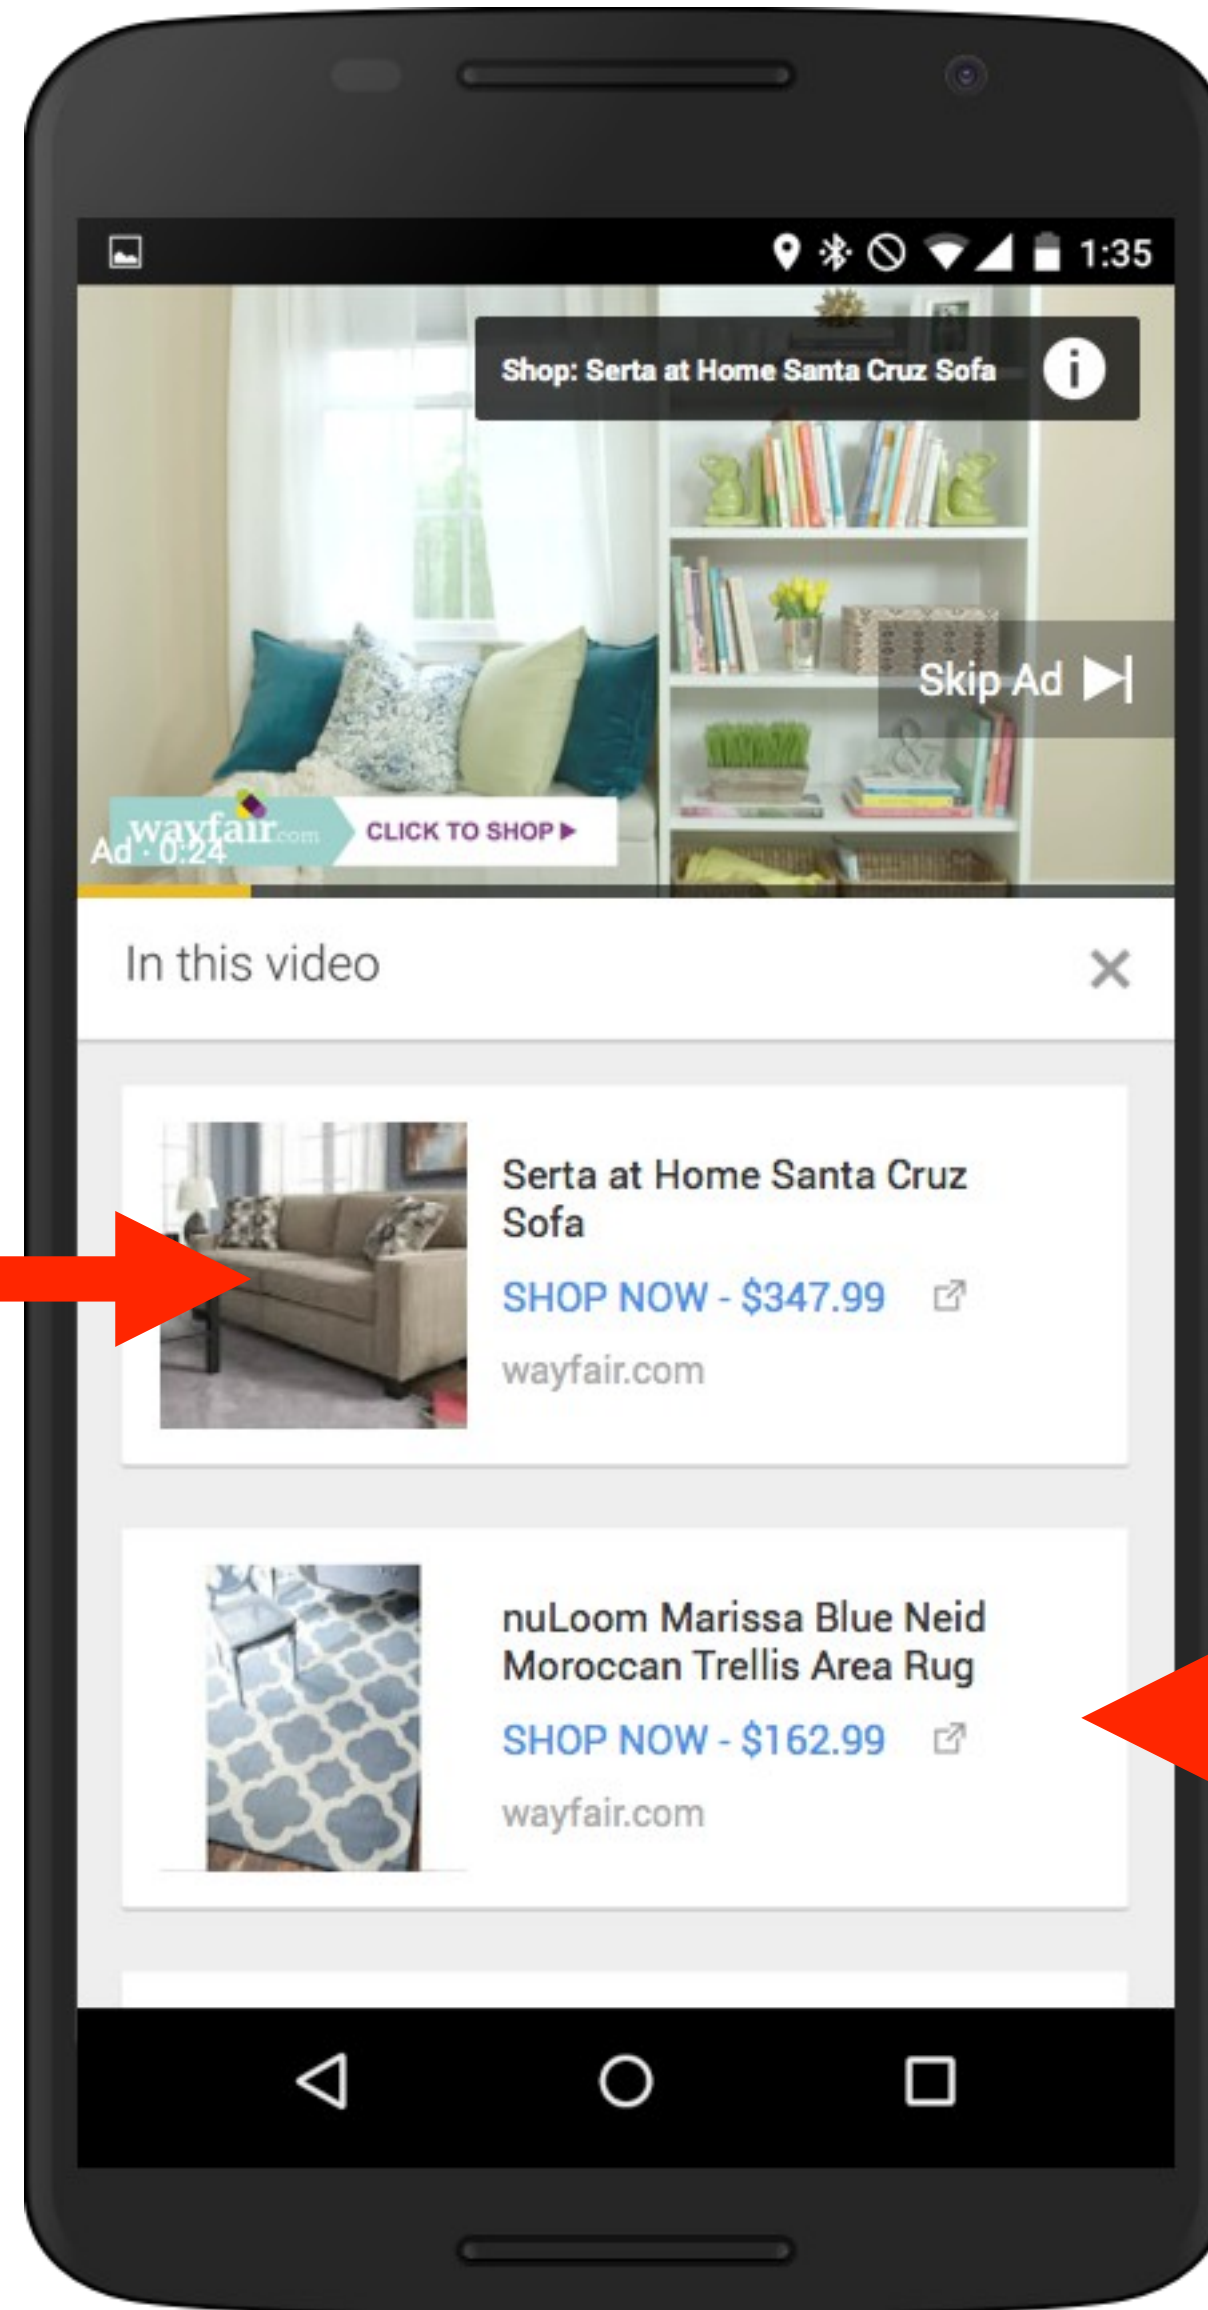 1:35
Shop: Serta at Home Santa Cruz Sofa
i
&
Skip Ad
wayfair.com CLICK TO SHOP
Ad · 0:24
In this video
Serta at Home Santa Cruz
Sofa
SHOP NOW - $347.99
wayfair.com
nuLoom Marissa Blue Neid
Moroccan Trellis Area Rug
SHOP NOW - $162.99
wayfair.com